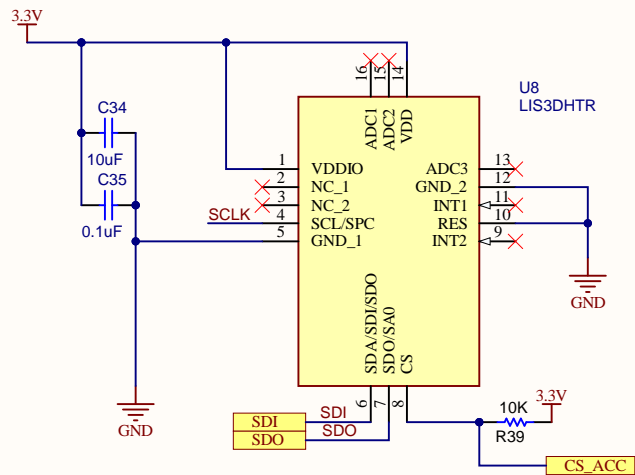 3.3V
16
15
14
ADC1
ADC2
VDD
U8
LIS3DHTR
C34
10uF
C35
0.1uF
1
VDDIO
2
NC_1
3
NC_2
SCLK
4
SCL/SPC
5
GND_1
ADC3
13
GND_2
12
INT1
11
RES
10
INT2
9
GND
SDA/SDI/SDO
SDO/SA0
CS
6
7
8
GND
SDI
SDI
SDO
SDO
10K
3.3V
R39
CS_ACC